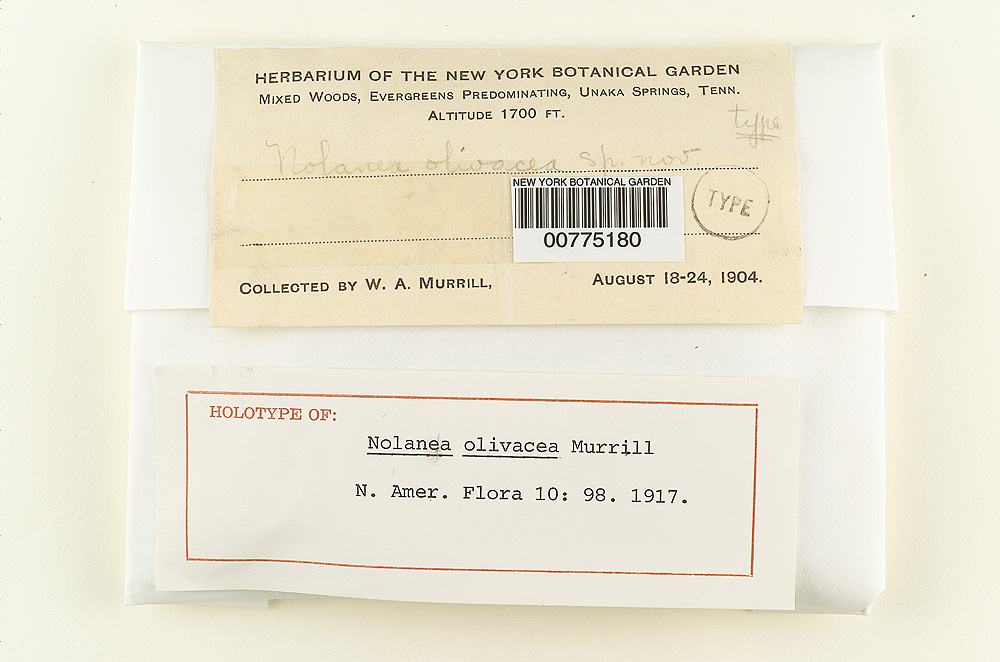 HERBARIUM OF THE NEW YORK BOTANICAL GARDEN
MIXED WOODS, EVERGREENS PREDOMINATING, UNAKA SPRINGS, TENN.
ALTITUDE 1700 FT.
type
Nolanea olivacea sp. nov.
NEW YORK BOTANICAL GARDEN
00775180
TYPE
COLLECTED BY W. A. MURRILL,
AUGUST 18-24, 1904.
HOLOTYPE OF:
Nolanea olivacea Murrill
N. Amer. Flora 10: 98. 1917.